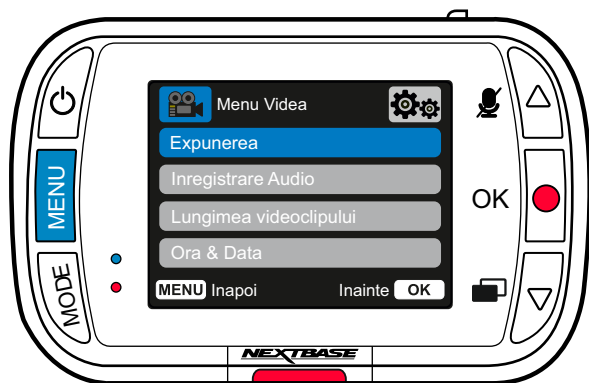 Menu Videa
Expunerea
Inregistrare Audio
Lungimea videoclipului
Ora & Data
MENU Inapoi Inainte OK
MENU
MODE
OK
NEXTBASE